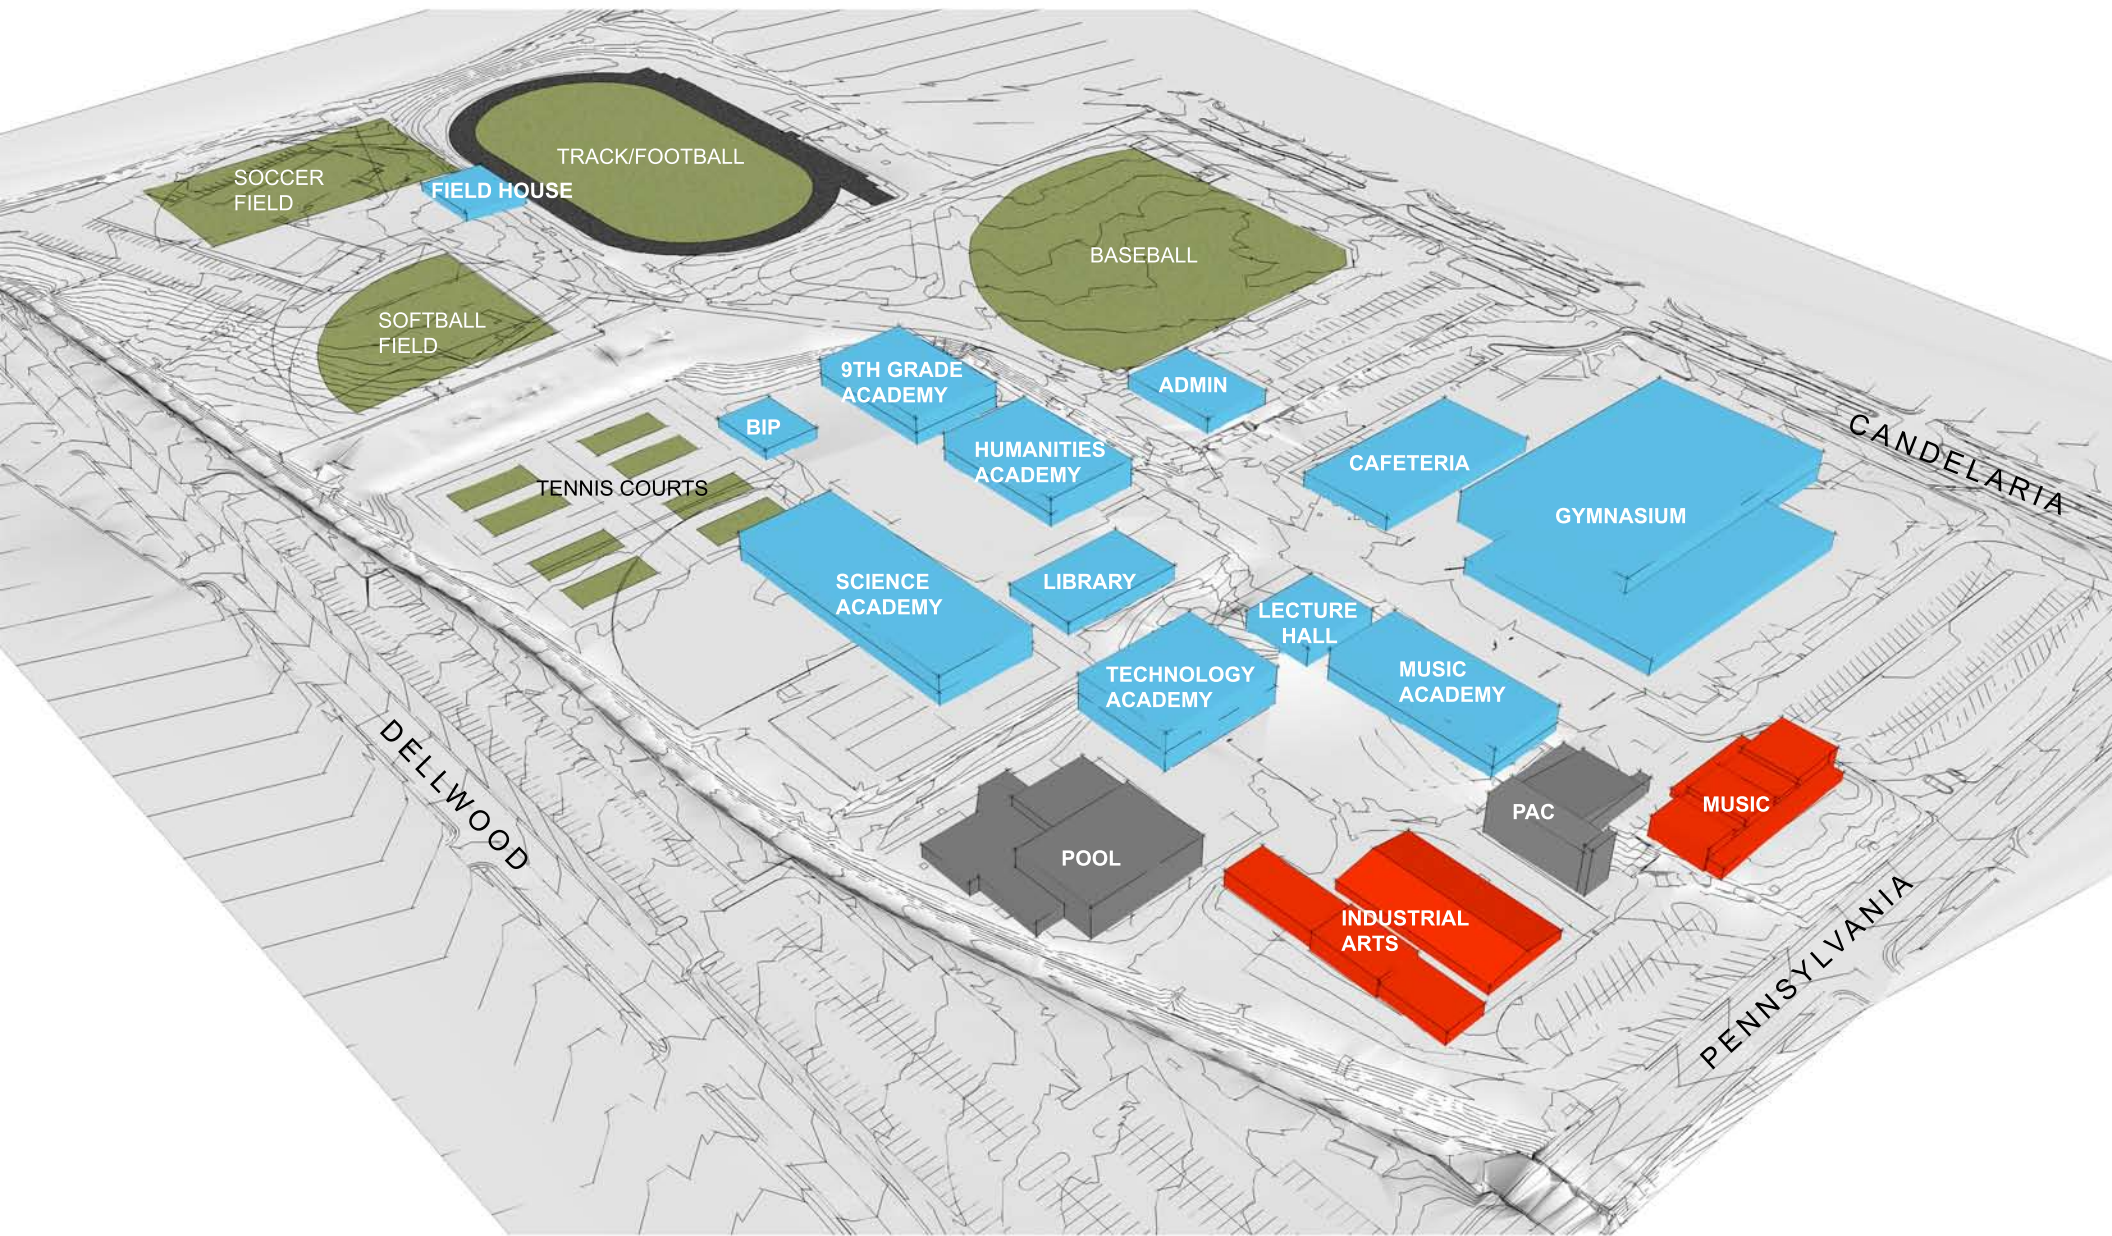 TRACK/FOOTBALL
SOCCER
FIELD
FIELD HOUSE
BASEBALL
SOFTBALL
FIELD
9TH GRADE
ACADEMY
ADMIN
BIP
HUMANITIES
ACADEMY
CAFETERIA
CANDELARIA
TENNIS COURTS
GYMNASIUM
SCIENCE
ACADEMY
LIBRARY
LECTURE
HALL
TECHNOLOGY
ACADEMY
MUSIC
ACADEMY
DELLWOOD
PAC
MUSIC
POOL
INDUSTRIAL
ARTS
PENNSYLVANIA